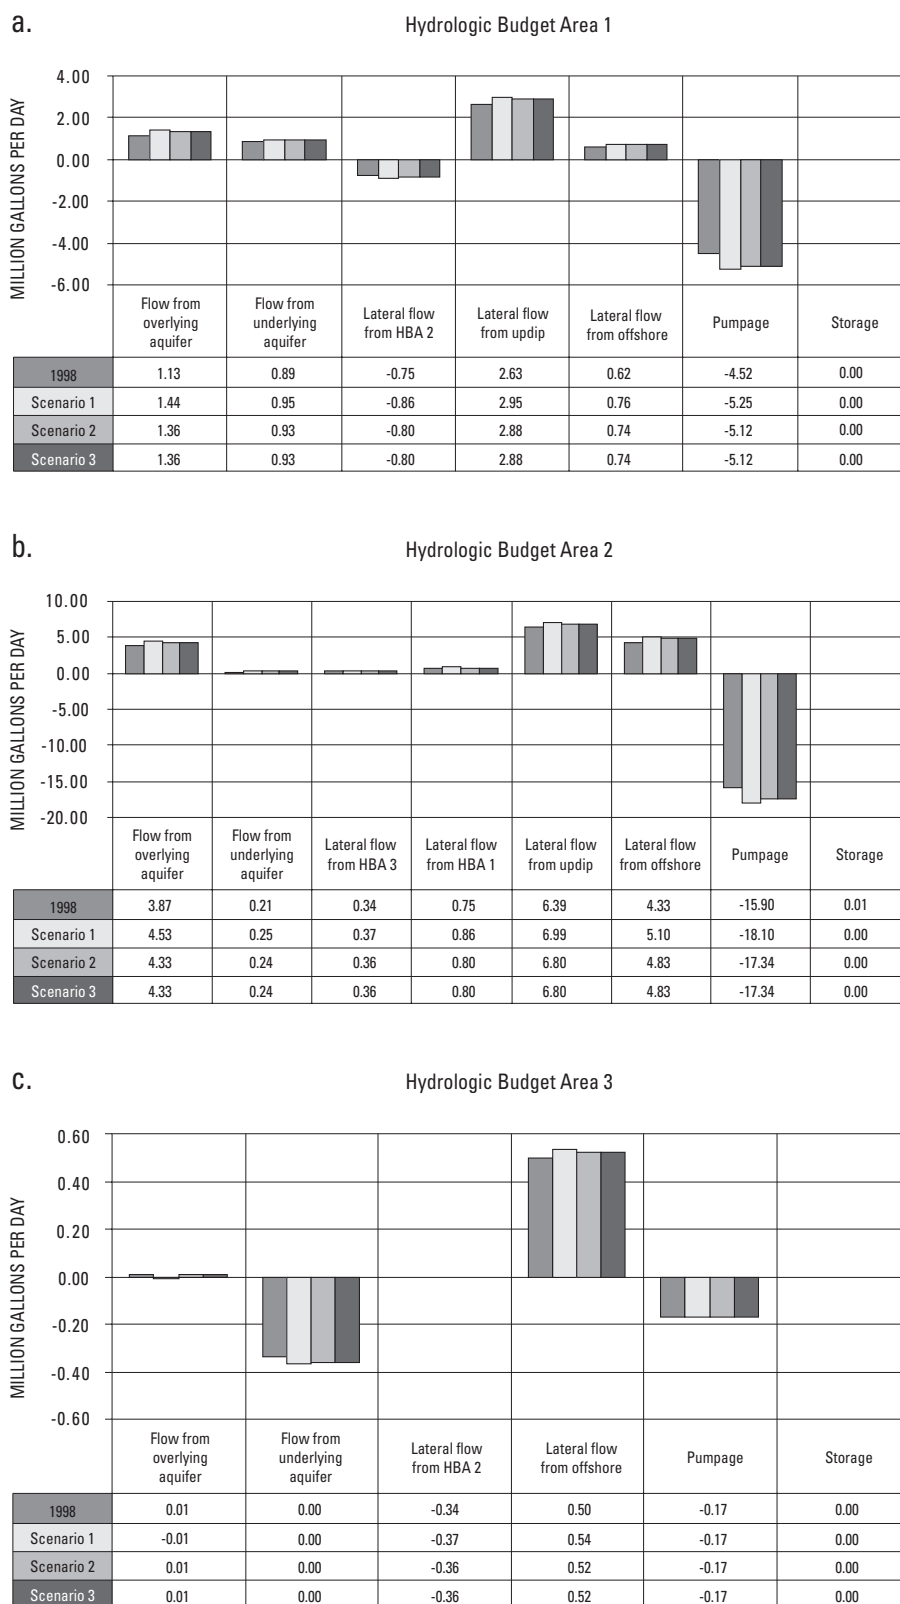 a.
Hydrologic Budget Area 1
MILLION GALLONS PER DAY
4.00
2.00
0.00
-2.00
-4.00
-6.00
Flow from overlying aquifer
Flow from underlying aquifer
Lateral flow from HBA 2
Lateral flow from updip
Lateral flow from offshore
Pumpage
Storage
1998 1.13 0.89 -0.75 2.63 0.62 -4.52 0.00
Scenario 1 1.44 0.95 -0.86 2.95 0.76 -5.25 0.00
Scenario 2 1.36 0.93 -0.80 2.88 0.74 -5.12 0.00
Scenario 3 1.36 0.93 -0.80 2.88 0.74 -5.12 0.00
b.
Hydrologic Budget Area 2
MILLION GALLONS PER DAY
10.00
5.00
0.00
-5.00
-10.00
-15.00
-20.00
Flow from overlying aquifer
Flow from underlying aquifer
Lateral flow from HBA 3
Lateral flow from HBA 1
Lateral flow from updip
Lateral flow from offshore
Pumpage
Storage
1998 3.87 0.21 0.34 0.75 6.39 4.33 -15.90 0.01
Scenario 1 4.53 0.25 0.37 0.86 6.99 5.10 -18.10 0.00
Scenario 2 4.33 0.24 0.36 0.80 6.80 4.83 -17.34 0.00
Scenario 3 4.33 0.24 0.36 0.80 6.80 4.83 -17.34 0.00
c.
Hydrologic Budget Area 3
MILLION GALLONS PER DAY
0.60
0.40
0.20
0.00
-0.20
-0.40
-0.60
Flow from overlying aquifer
Flow from underlying aquifer
Lateral flow from HBA 2
Lateral flow from offshore
Pumpage
Storage
1998 0.01 0.00 -0.34 0.50 -0.17 0.00
Scenario 1 -0.01 0.00 -0.37 0.54 -0.17 0.00
Scenario 2 0.01 0.00 -0.36 0.52 -0.17 0.00
Scenario 3 0.01 0.00 -0.36 0.52 -0.17 0.00